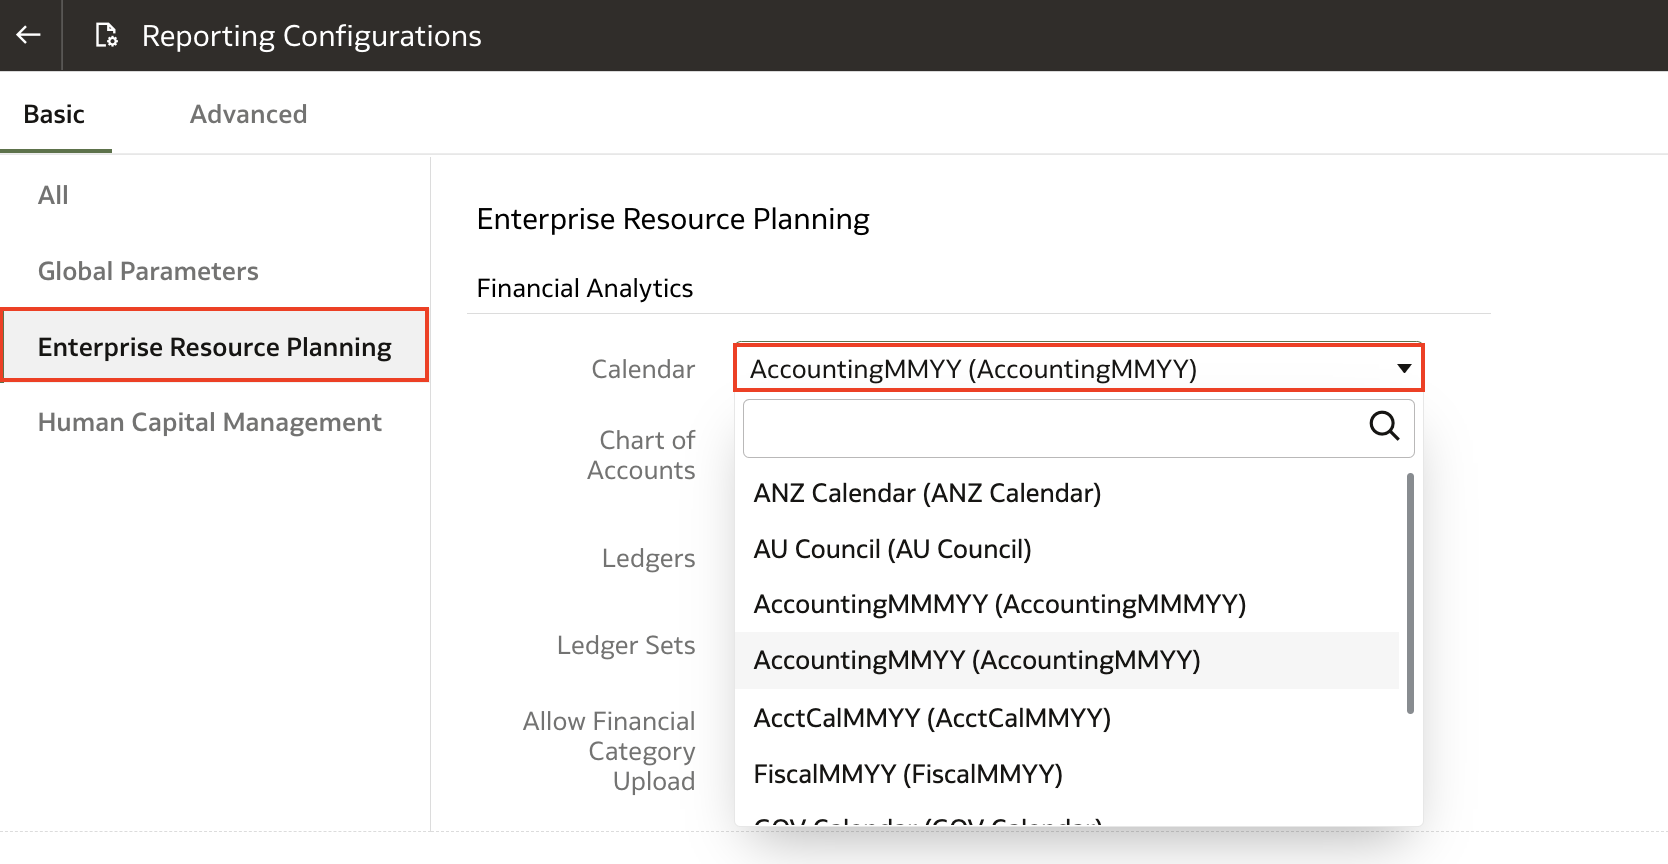 Reporting Configurations
Basic
Advanced
All
Global Parameters
Enterprise Resource Planning
Human Capital Management
Enterprise Resource Planning
Financial Analytics
Calendar
AccountingMMYY (AccountingMMYY)
Chart of
Accounts
Ledgers
Ledger Sets
Allow Financial
Category
Upload
ANZ Calendar (ANZ Calendar)
AU Council (AU Council)
AccountingMMMYY (AccountingMMMYY)
AccountingMMYY (AccountingMMYY)
AcctCalMMYY (AcctCalMMYY)
FiscalMMYY (FiscalMMYY)